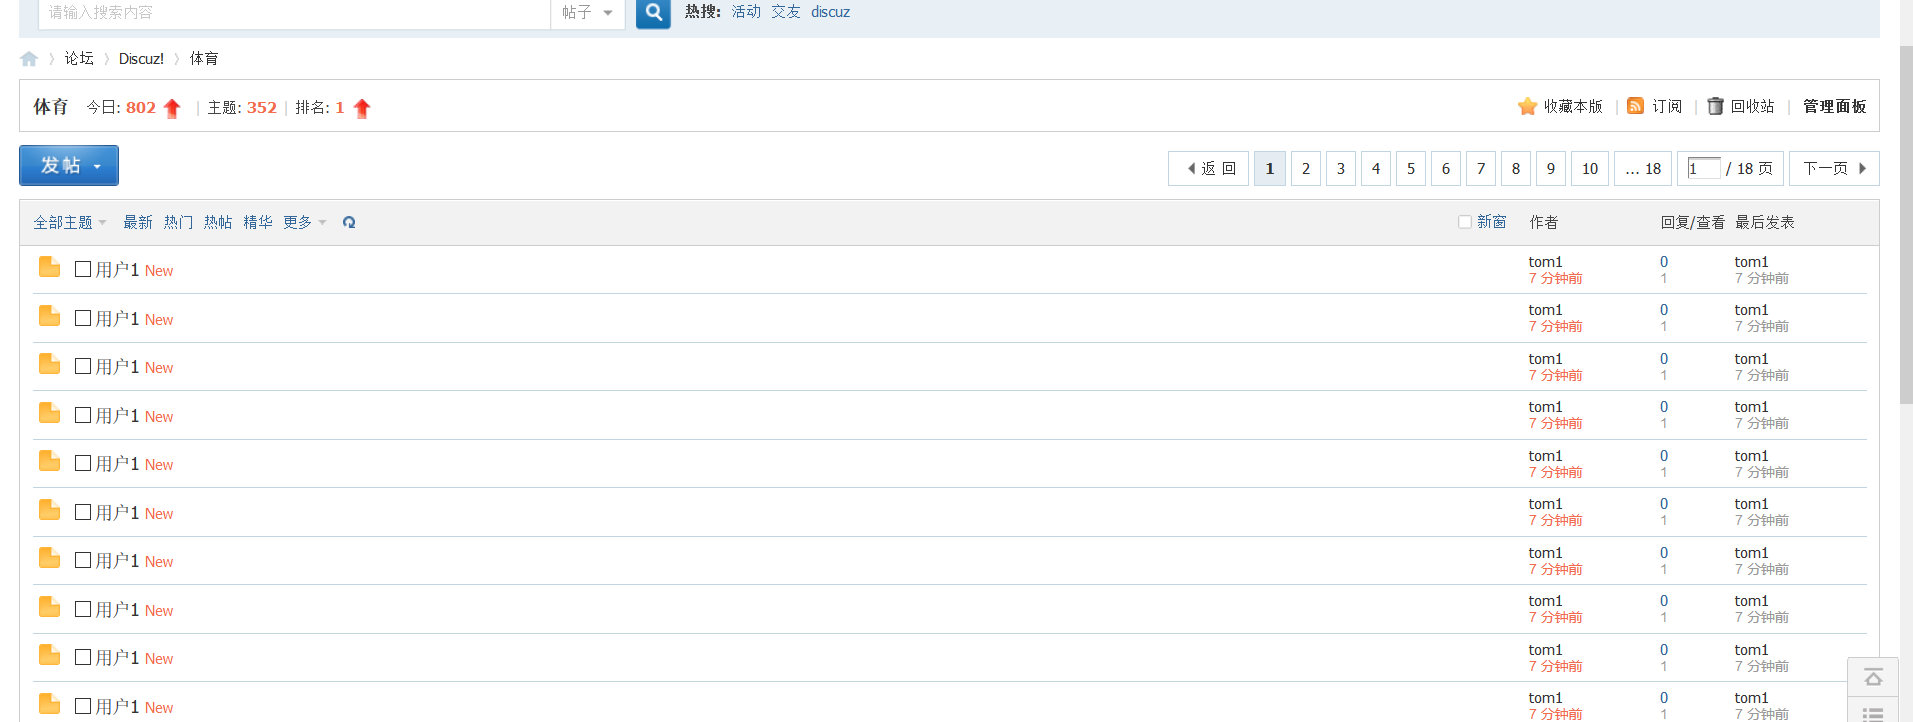 请输入搜索内容 帖子 热搜: 活动 交友 discuz
论坛 Discuz! 体育
体育 今日: 802 主题: 352 排名: 1 收藏本版 订阅 回收站 管理面板
发帖 返 回 1 2 3 4 5 6 7 8 9 10 ... 18 1 / 18 页 下一页
全部主题 最新 热门 热帖 精华 更多 新窗 作者 回复/查看 最后发表
用户1 New tom1 0 tom1
7 分钟前 1 7 分钟前
用户1 New tom1 0 tom1
7 分钟前 1 7 分钟前
用户1 New tom1 0 tom1
7 分钟前 1 7 分钟前
用户1 New tom1 0 tom1
7 分钟前 1 7 分钟前
用户1 New tom1 0 tom1
7 分钟前 1 7 分钟前
用户1 New tom1 0 tom1
7 分钟前 1 7 分钟前
用户1 New tom1 0 tom1
7 分钟前 1 7 分钟前
用户1 New tom1 0 tom1
7 分钟前 1 7 分钟前
用户1 New tom1 0 tom1
7 分钟前 1 7 分钟前
用户1 New tom1 0 tom1
7 分钟前 1 7 分钟前